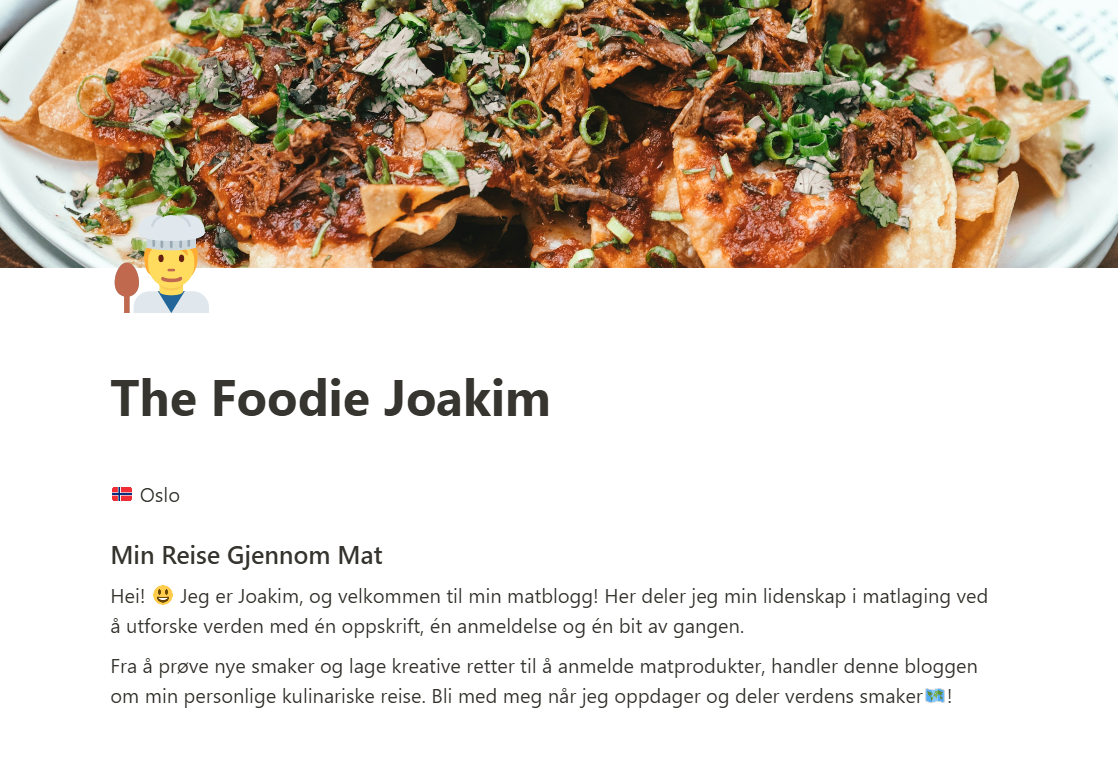 The Foodie Joakim
🇳🇴 Oslo
Min Reise Gjennom Mat
Hei! 😃 Jeg er Joakim, og velkommen til min matblogg! Her deler jeg min lidenskap i matlaging ved
å utforske verden med én oppskrift, én anmeldelse og én bit av gangen.
Fra å prøve nye smaker og lage kreative retter til å anmelde matprodukter, handler denne bloggen
om min personlige kulinariske reise. Bli med meg når jeg oppdager og deler verdens smaker🗺️!